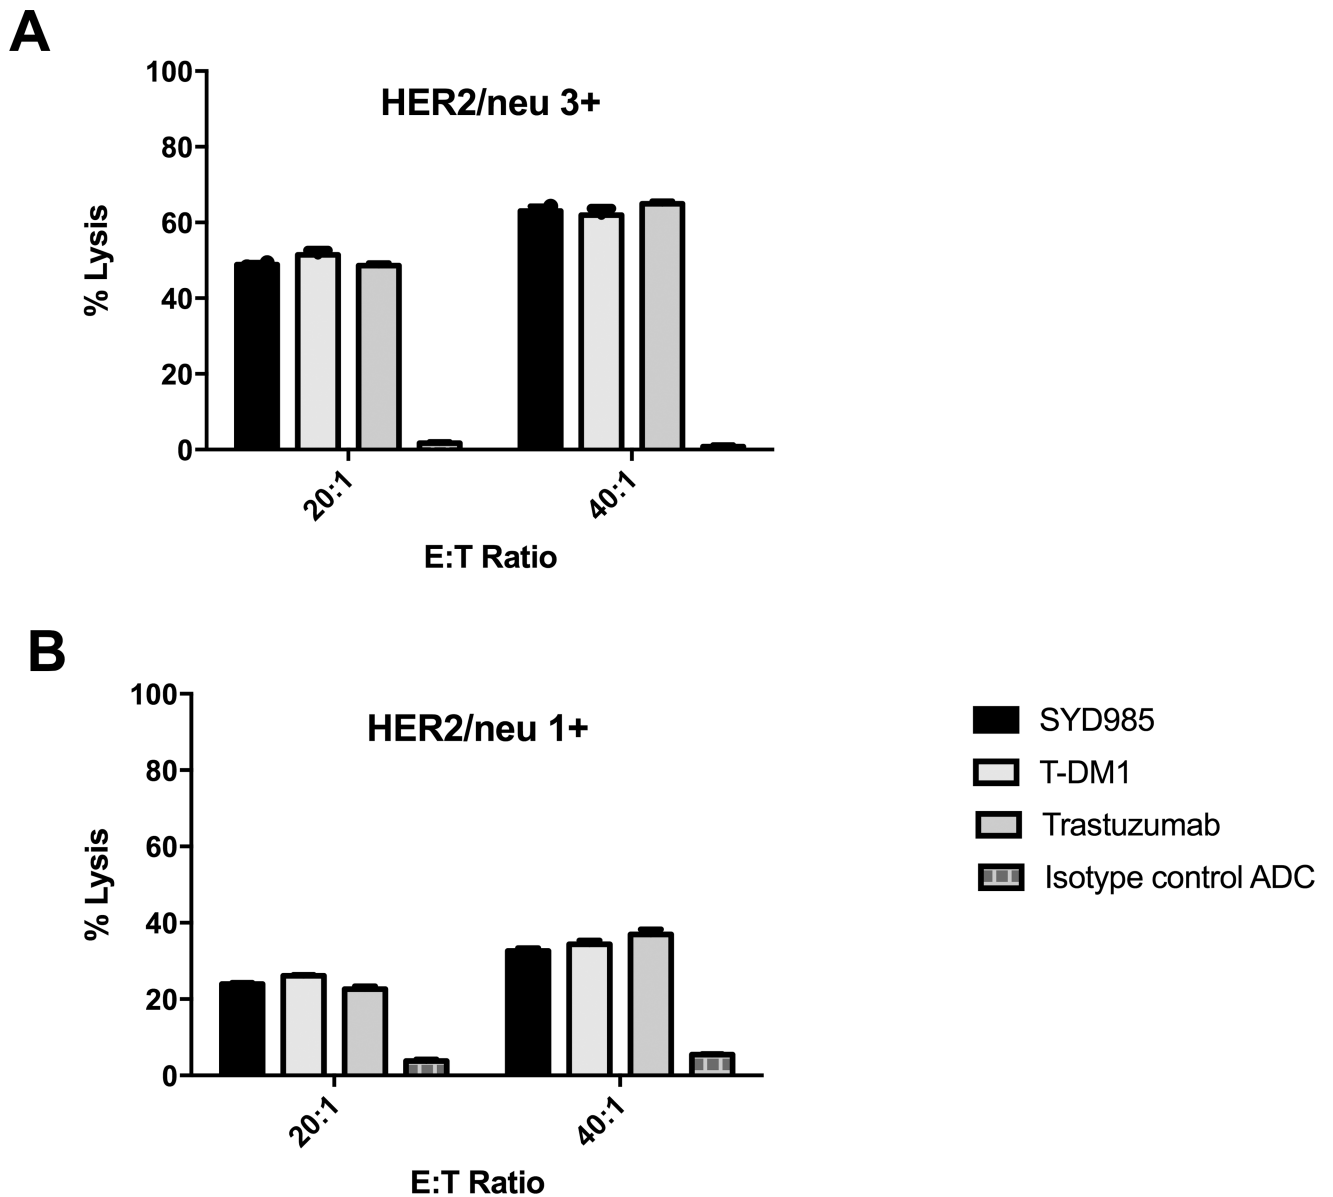 A
HER2/neu 3+
100
80
60
40
20
0
% Lysis
20:1
40:1
E:T Ratio
B
HER2/neu 1+
100
80
60
40
20
0
% Lysis
20:1
40:1
E:T Ratio
SYD985
T-DM1
Trastuzumab
Isotype control ADC